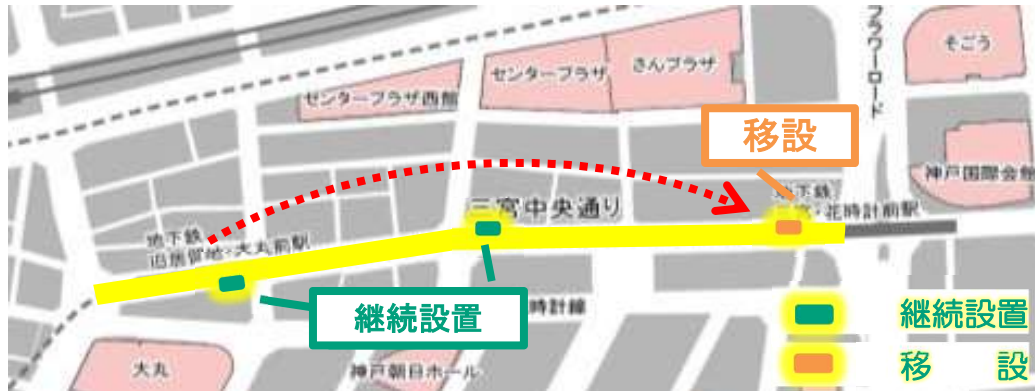 フラワーロード
そごう
センタープラザ
さんプラザ
センタープラザ西館
移設
神戸国際会館
地下鉄
三宮中央通り
・花時計前駅
地下鉄
旧居留地・大丸前駅
継続設置
時計線
継続設置
移 設
大丸
神戸朝日ホール